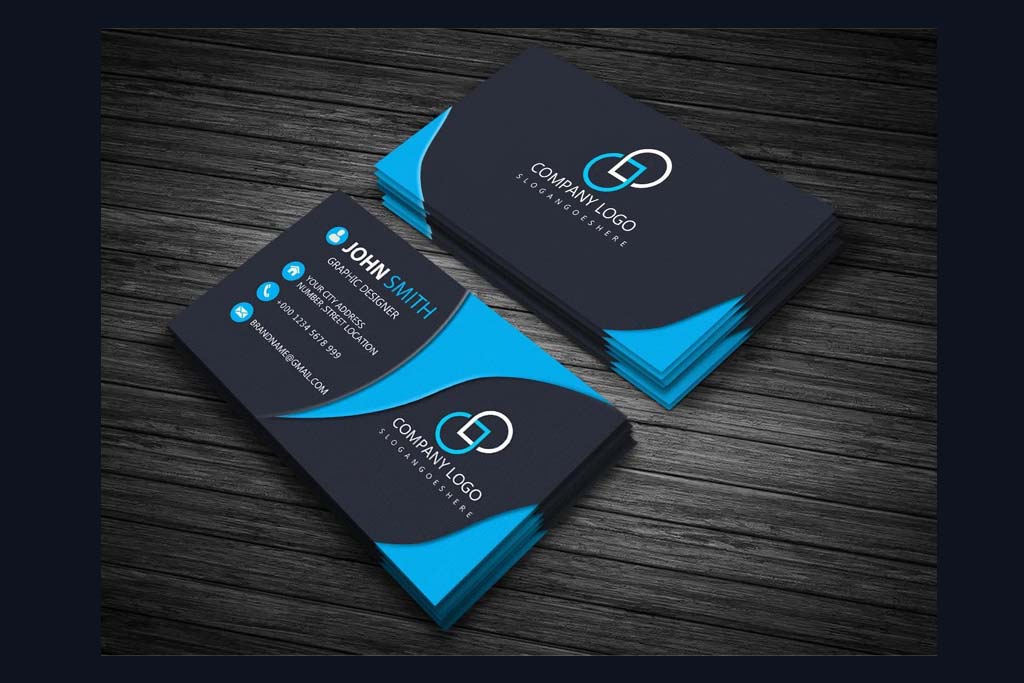 JOHN SMITH
GRAPHIC DESIGNER
YOUR CITY ADDRESS
NUMBER STREET LOCATION
+000 1234 5678 999
BRANDNAME@GMAIL.COM
COMPANY LOGO
SLOGANGOESHERE
COMPANY LOGO
SLOGANGOESHERE